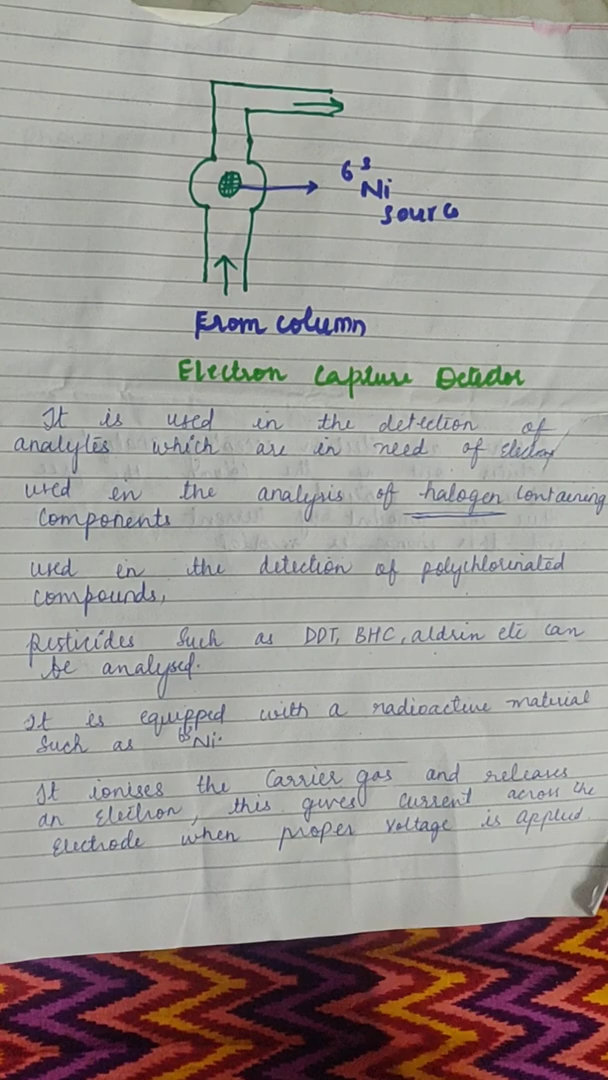 63
Ni
source
From column
Electron Capture Detector
It is used in the detection of
analytes which are in need of
used in the analysis of halogen containing
components
used in the detection of polychlorinated
compounds,
pesticides such as DDT, BHC, aldrin etc can
be analysed.
It is equipped with a radioactive material
such as 63Ni.
It ionises the carrier gas and releases
an electron, this gives current across the
electrode when proper voltage is applied.